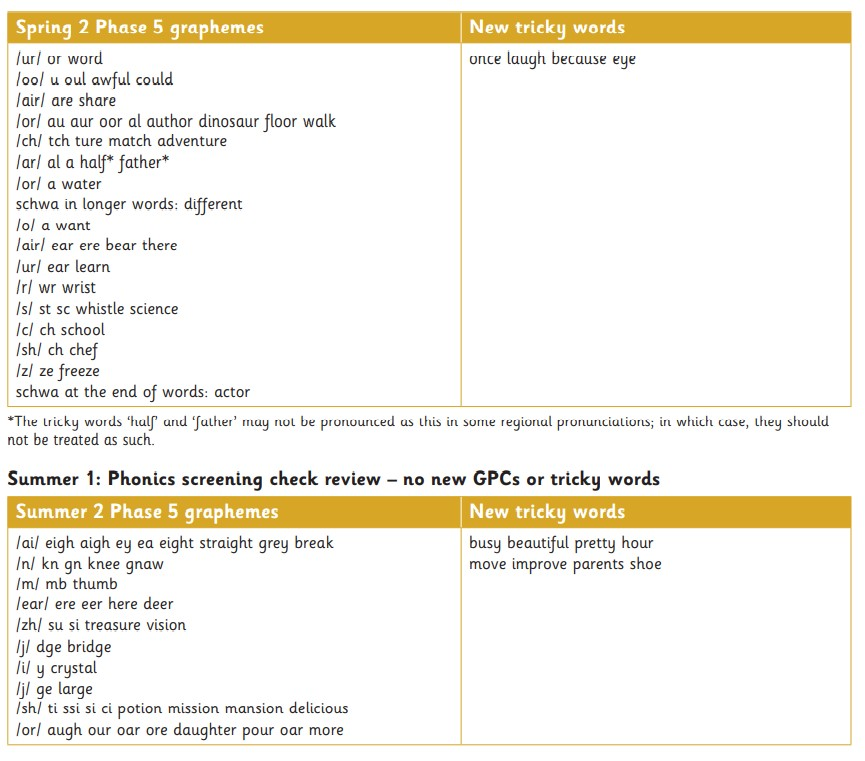 Spring 2 Phase 5 graphemes
New tricky words
/ur/ or word
/oo/ u oul awful could
/air/ are share
/or/ au aur oor al author dinosaur floor walk
/ch/ tch ture match adventure
/ar/ al a half* father*
/or/ a water
schwa in longer words: different
/o/ a want
/air/ ear ere bear there
/ur/ ear learn
/r/ wr wrist
/s/ st sc whistle science
/c/ ch school
/sh/ ch chef
/z/ ze freeze
schwa at the end of words: actor
once laugh because eye
*The tricky words ‘half’ and ‘father’ may not be pronounced as this in some regional pronunciations; in which case, they should
not be treated as such.
Summer 1: Phonics screening check review – no new GPCs or tricky words
Summer 2 Phase 5 graphemes
New tricky words
/ai/ eigh aigh ey ea eight straight grey break
/n/ kn gn knee gnaw
/m/ mb thumb
/ear/ ere eer here deer
/zh/ su si treasure vision
/j/ dge bridge
/i/ y crystal
/j/ ge large
/sh/ ti ssi si ci potion mission mansion delicious
/or/ augh our oar ore daughter pour oar more
busy beautiful pretty hour
move improve parents shoe